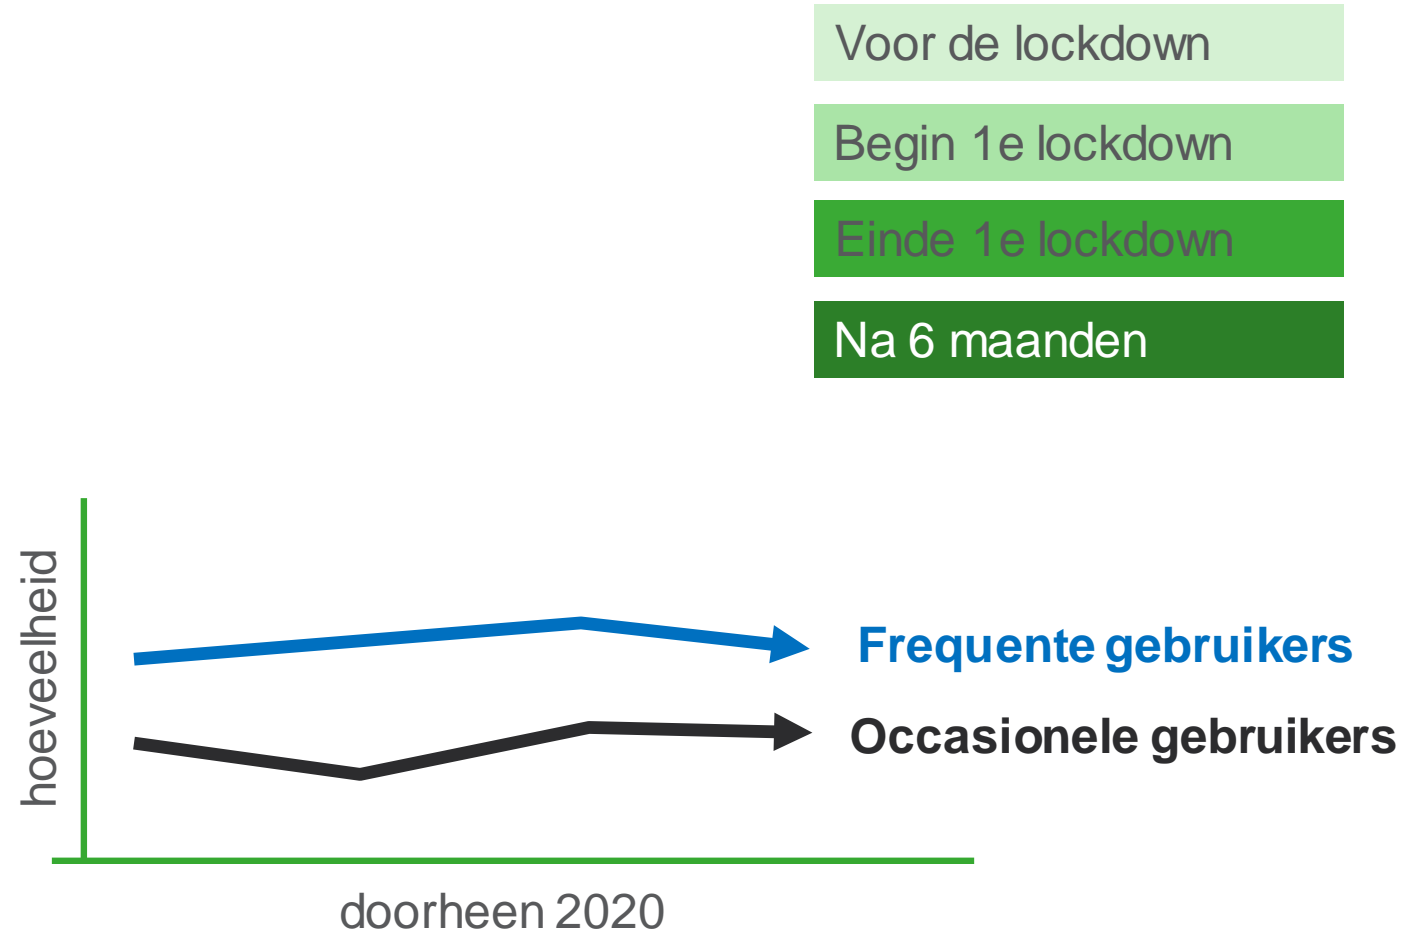 Voor de lockdown
Begin 1e lockdown
Einde 1e lockdown
Na 6 maanden
hoeveelheid
Frequente gebruikers
Occasionele gebruikers
doorheen 2020